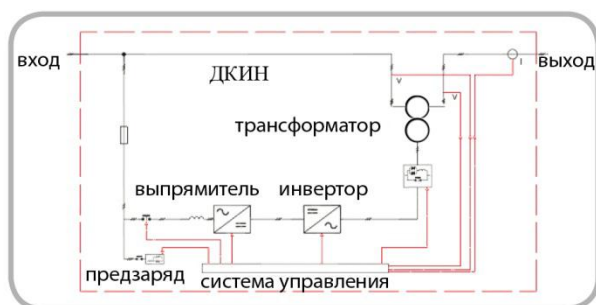 вход
выход
ДКИН
V
I
V
трансформатор
выпрямитель
инвертор
предзаряд
система управления